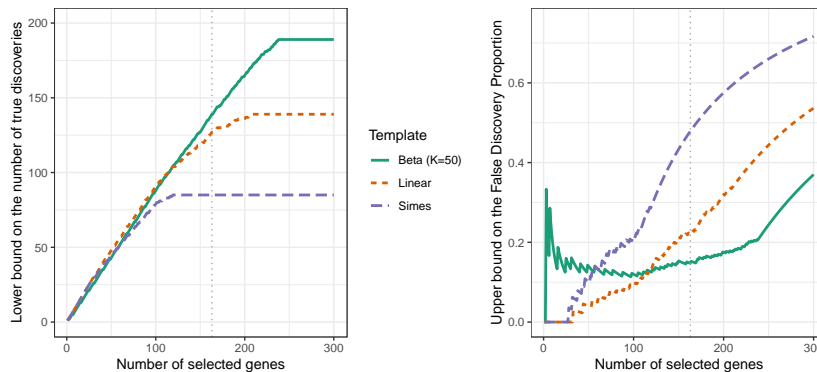 Lower bound on the number of true discoveries
200
150
100
50
0
0 100 200 300
Number of selected genes
Template
Beta (K=50)
Linear
Simes
Upper bound on the False Discovery Proportion
0.6
0.4
0.2
0.0
0 100 200 30
Number of selected genes